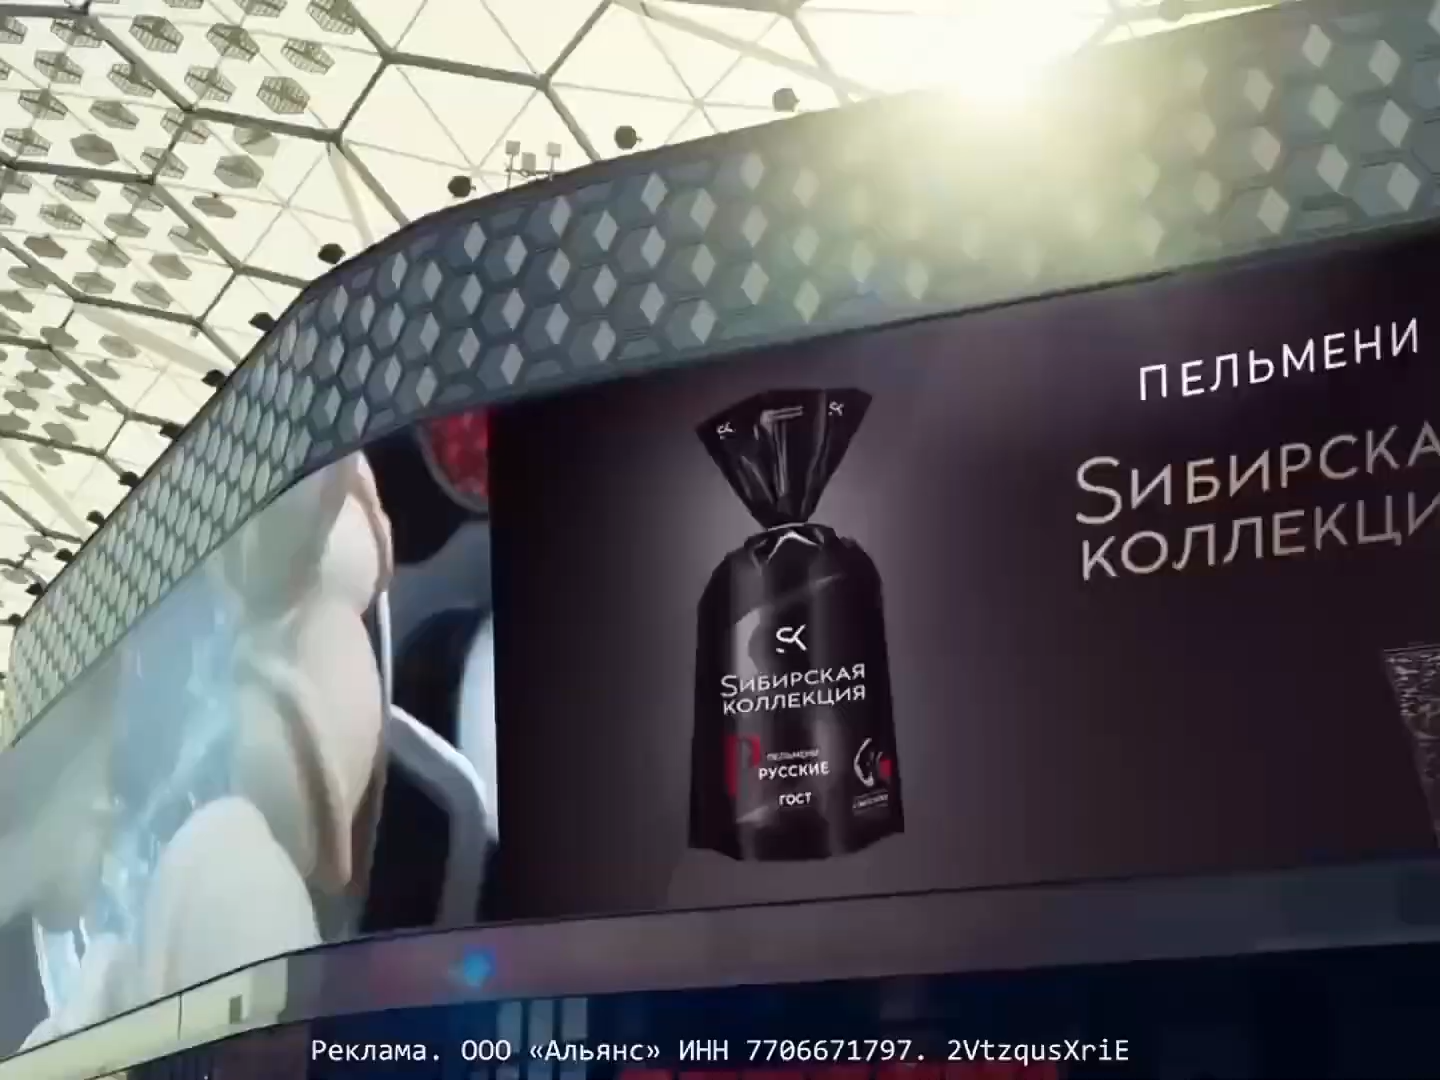 ПЕЛЬМЕНИ
SИБИРСКА
КОЛЛЕКЦИ
SK
SИБИРСКАЯ
КОЛЛЕКЦИЯ
ПЕЛЬМЕНИ
РУССКИЕ
ГОСТ
Реклама. ООО «Альянс» ИНН 7706671797. 2VtzqusXriE